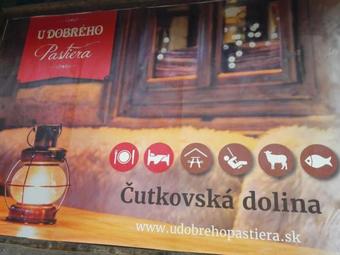 U DOBRÉHO
Pastiera
Čutkovská dolina
www.udobrehopastiera.sk